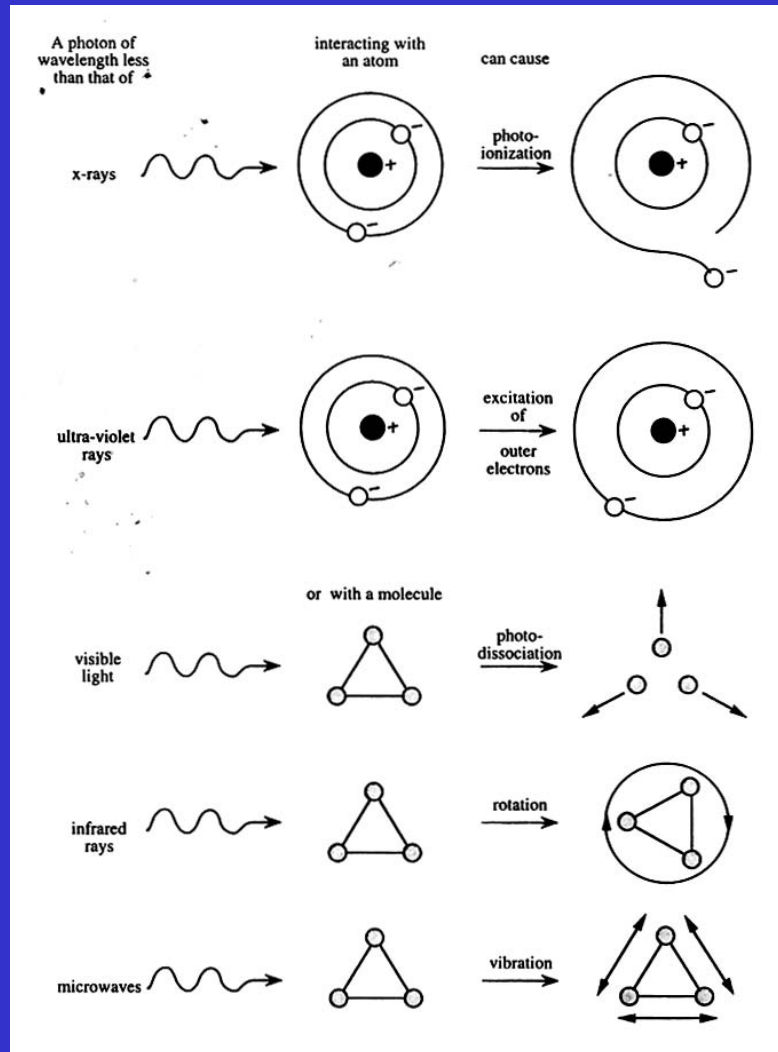 A photon of
wavelength less
than that of
interacting with
an atom
can cause
x-rays
photo-
ionization
ultra-violet
rays
excitation
of
outer
electrons
or with a molecule
visible
light
photo-
dissociation
infrared
rays
rotation
microwaves
vibration